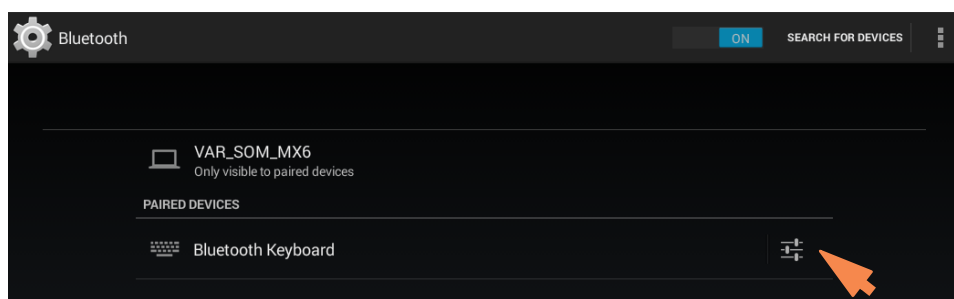 Bluetooth
ON
SEARCH FOR DEVICES
VAR_SOM_MX6
Only visible to paired devices
PAIRED DEVICES
Bluetooth Keyboard